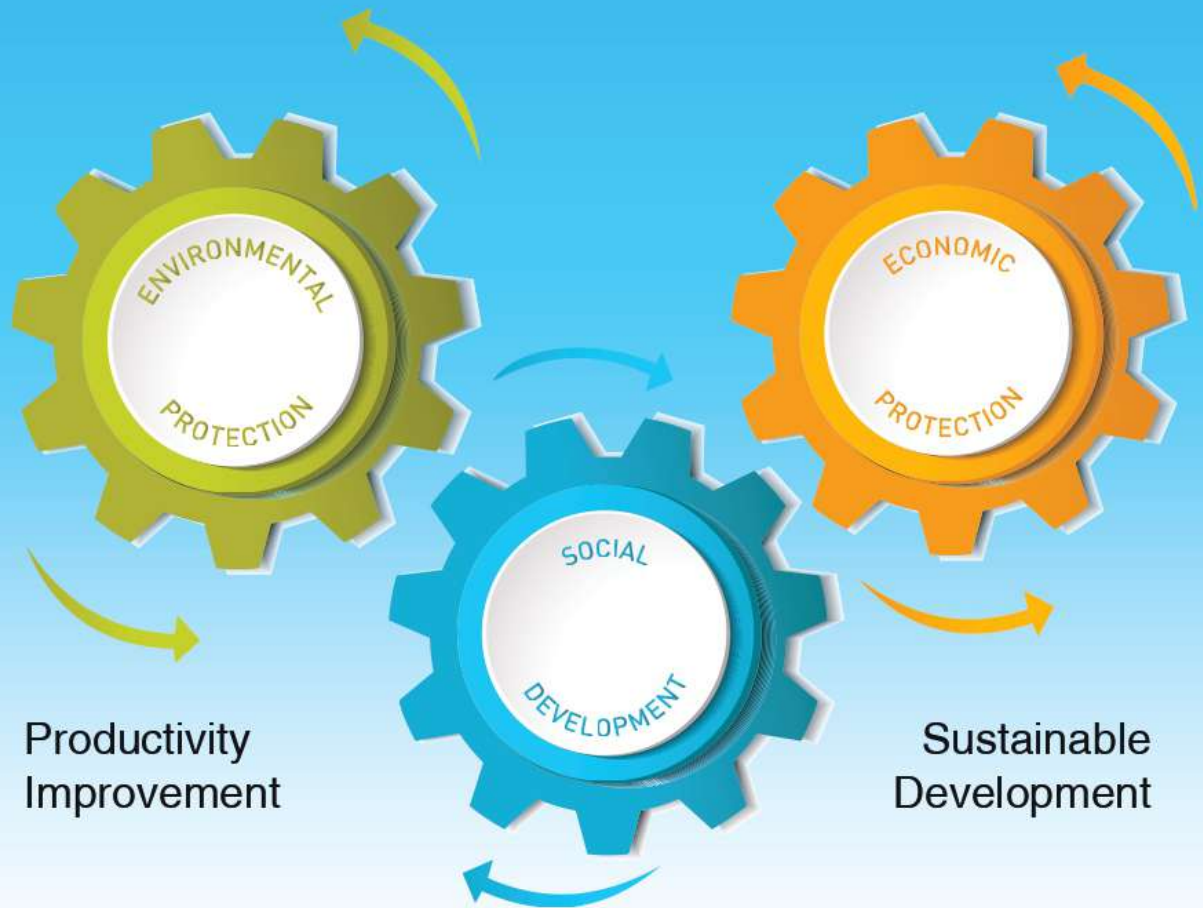 ENVIRONMENTAL
PROTECTION
ECONOMIC
PROTECTION
SOCIAL
DEVELOPMENT
Productivity
Improvement
Sustainable
Development